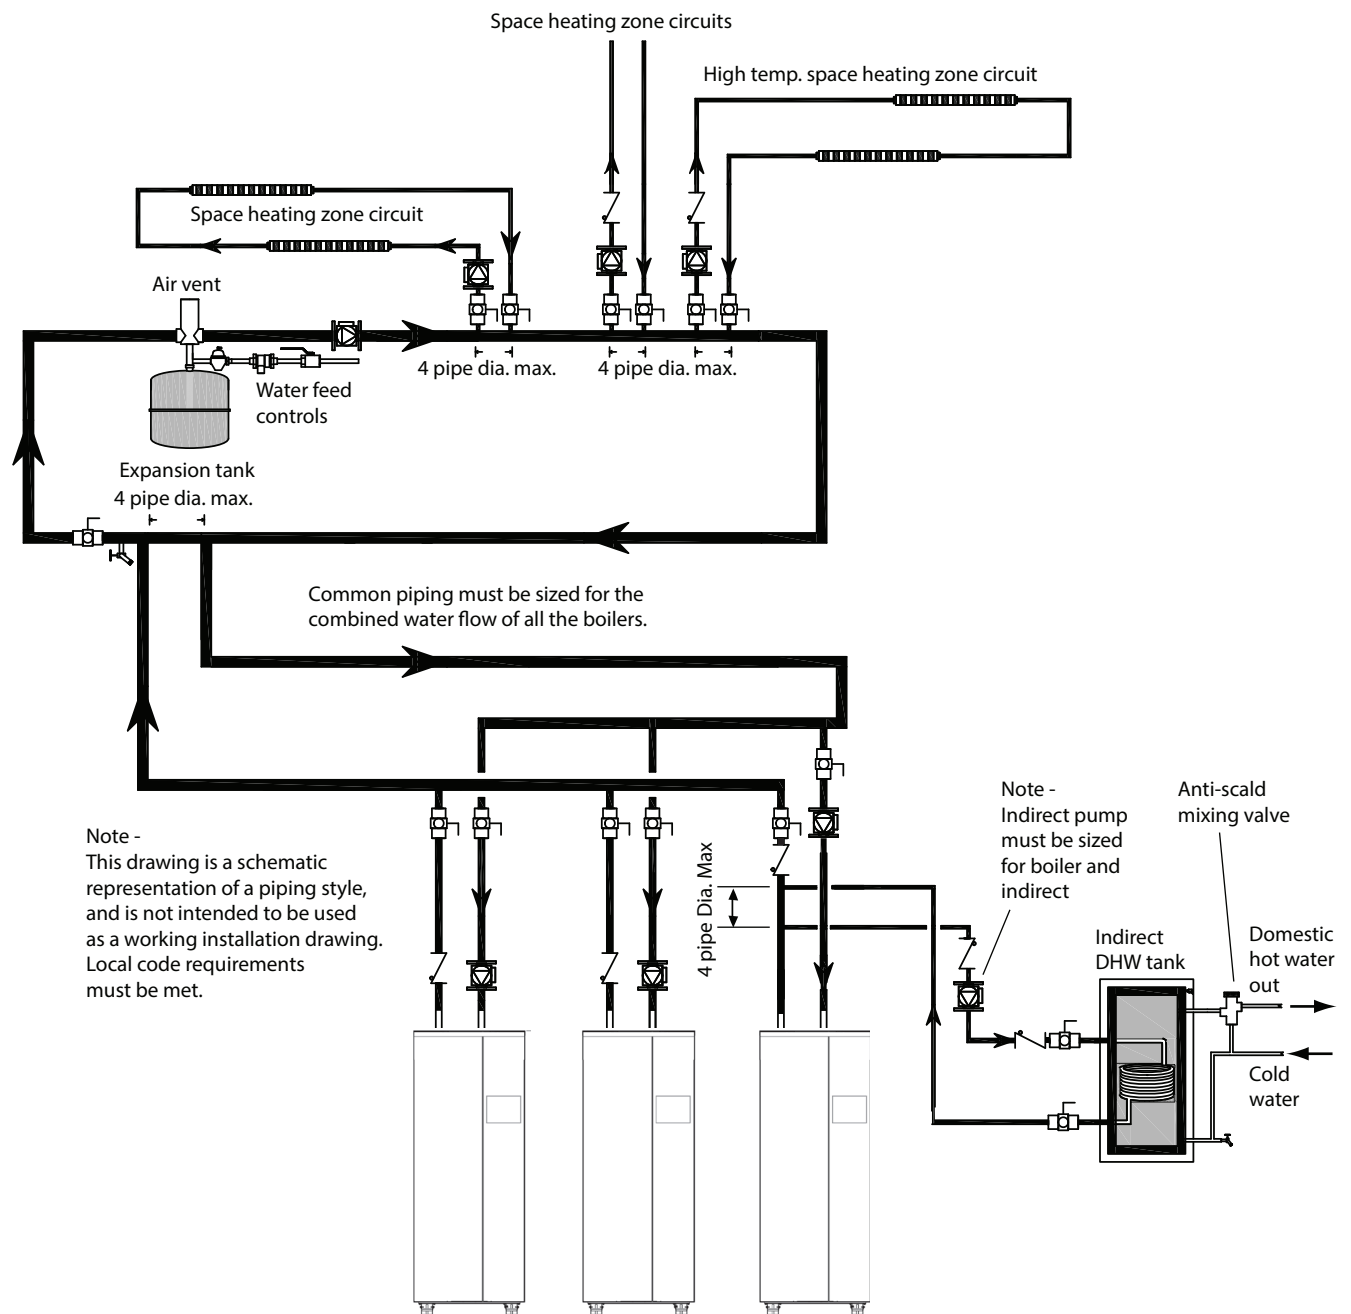 Space heating zone circuits
High temp. space heating zone circuit
Space heating zone circuit
Air vent
4 pipe dia. max.
4 pipe dia. max.
Water feed
controls
Expansion tank
4 pipe dia. max.
Common piping must be sized for the
combined water flow of all the boilers.
Note -
This drawing is a schematic
representation of a piping style,
and is not intended to be used
as a working installation drawing.
Local code requirements
must be met.
4 pipe Dia. Max
Note -
Indirect pump
must be sized
for boiler and
indirect
Anti-scald
mixing valve
Indirect
DHW tank
Domestic
hot water
out
Cold
water